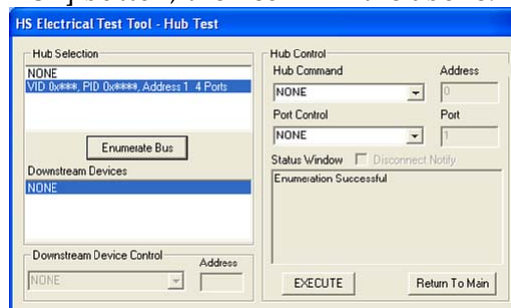 HS Electrical Test Tool - Hub Test
Hub Selection
NONE
VID 0x***, PID 0x****, Address 1 4 Ports
Enumerate Bus
Downstream Devices
NONE
Downstream Device Control
Address
NONE
Hub Control
Hub Command
Address
NONE
0
Port Control
Port
NONE
1
Status Window
Disconnect Notify
Enumeration Successful
EXECUTE
Return To Main